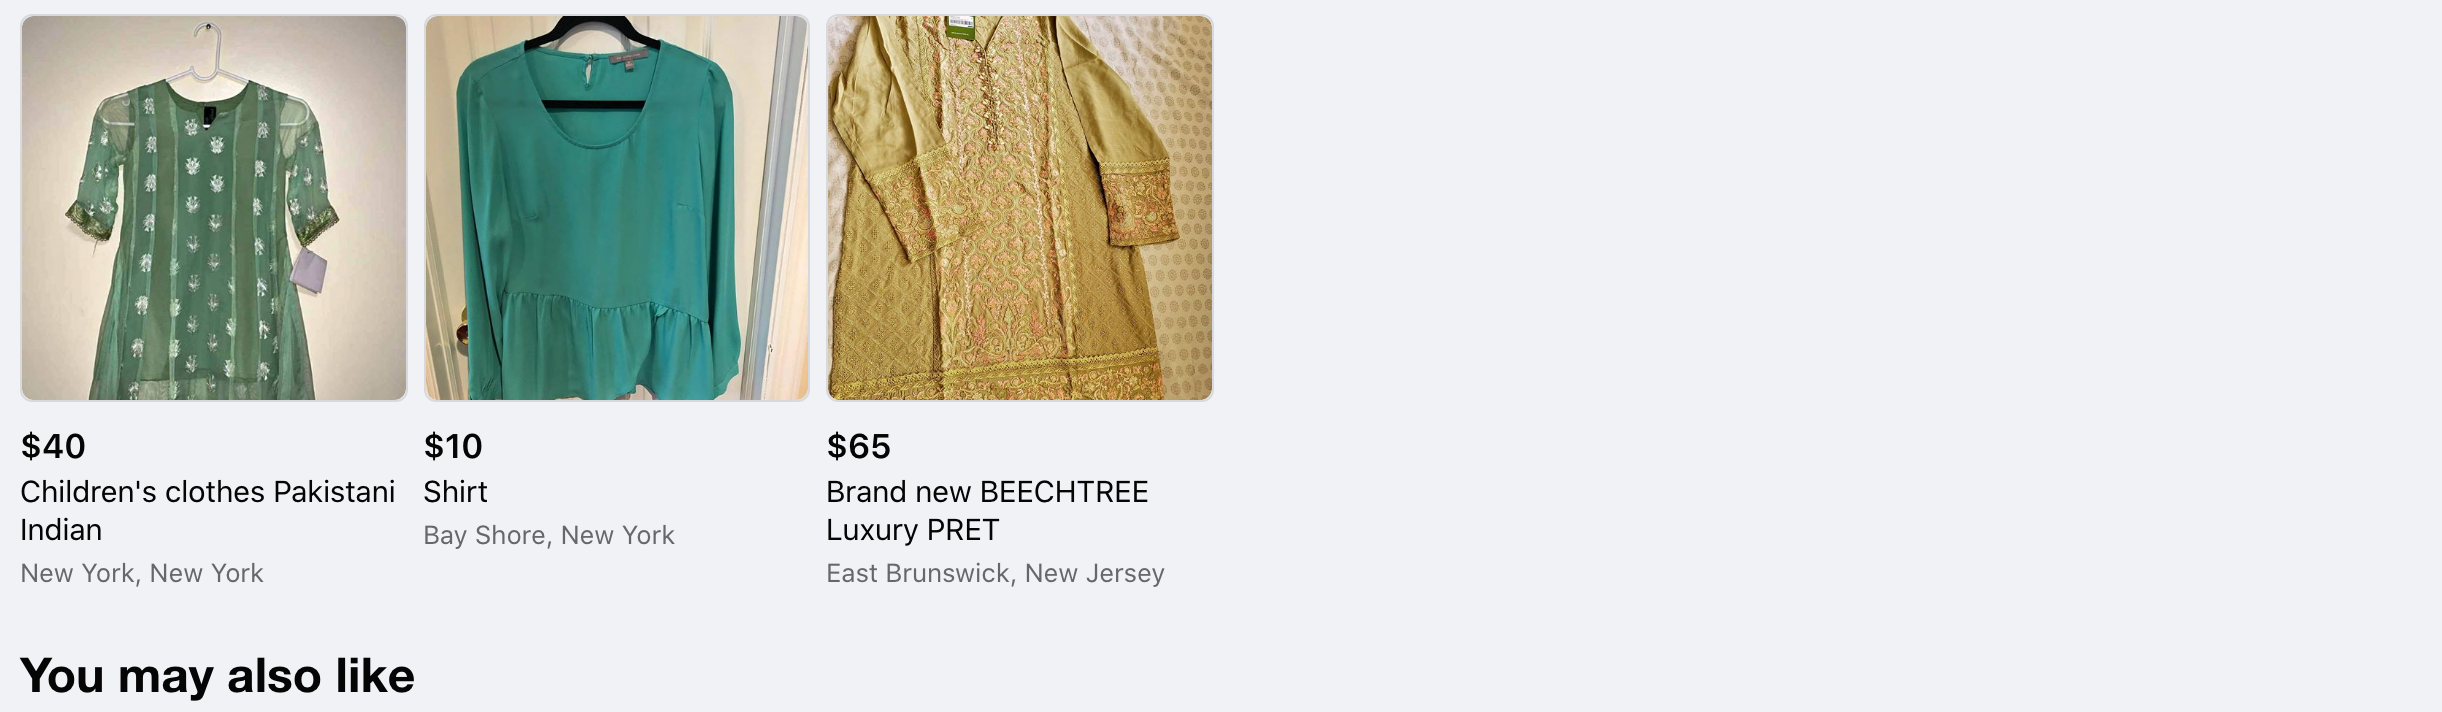 $40
Children's clothes Pakistani
Indian
New York, New York
$10
Shirt
Bay Shore, New York
$65
Brand new BEECHTREE
Luxury PRET
East Brunswick, New Jersey
You may also like